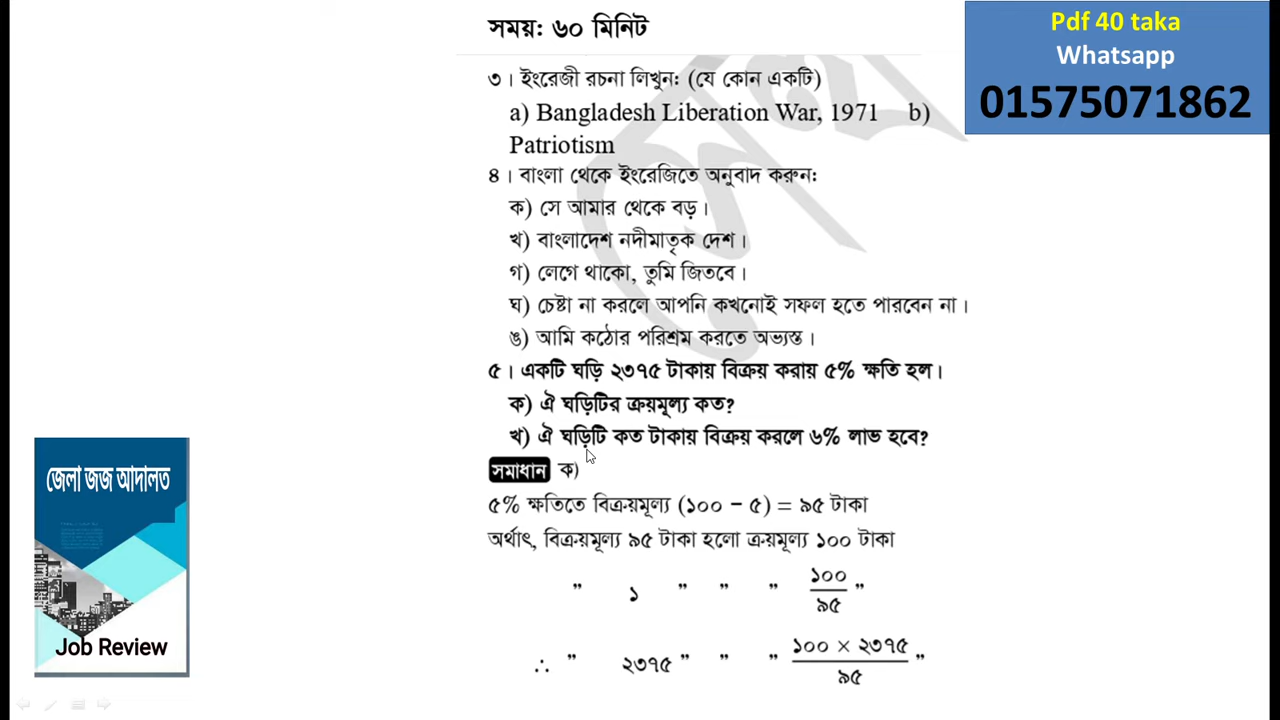 সময়: ৬০ মিনিট
Pdf 40 taka
Whatsapp
01575071862
৩। ইংরেজী রচনা লিখুন: (যে কোন একটি)
a) Bangladesh Liberation War, 1971 b)
Patriotism
৪। বাংলা থেকে ইংরেজিতে অনুবাদ করুন:
ক) সে আমার থেকে বড়।
খ) বাংলাদেশ নদীমাতৃক দেশ।
গ) লেগে থাকো, তুমি জিতবে।
ঘ) চেষ্টা না করলে আপনি কখনোই সফল হতে পারবেন না।
ঙ) আমি কঠোর পরিশ্রম করতে অভ্যস্ত।
৫। একটি ঘড়ি ২৩৭৫ টাকায় বিক্রয় করায় ৫% ক্ষতি হল।
ক) ঐ ঘড়িটির ক্রয়মূল্য কত?
খ) ঐ ঘড়িটি কত টাকায় বিক্রয় করলে ৬% লাভ হবে?
সমাধান ক)
৫% ক্ষতিতে বিক্রয়মূল্য (১০০ – ৫) = ৯৫ টাকা
অর্থাৎ, বিক্রয়মূল্য ৯৫ টাকা হলো ক্রয়মূল্য ১০০ টাকা
” ১ ” ” ” ১০০/৯৫ ”
∴ ” ২৩৭৫ ” ” ” ১০০ × ২৩৭৫/৯৫ ”
জেলা জজ আদালত
Job Review